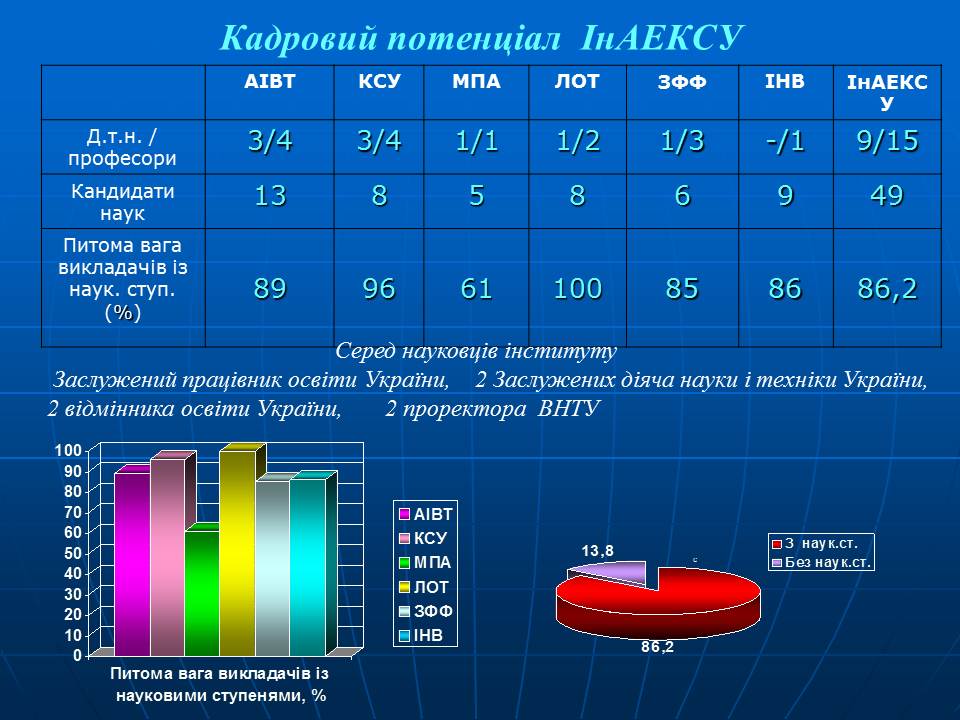 Кадровий потенціал ІнАЕКСУ
АІВТ КСУ МПА ЛОТ ЗФФ ІНВ ІнАЕКС
У
Д.т.н. /
професори
3/4 3/4 1/1 1/2 1/3 -/1 9/15
Кандидати
наук
13 8 5 8 6 9 49
Питома вага
викладачів із
наук. ступ.
(%)
89 96 61 100 85 86 86,2
Серед науковців інституту
Заслужений працівник освіти України, 2 Заслужених діяча науки і техніки України,
2 відмінника освіти України, 2 проректора ВНТУ
100
90
80
70
60
50
40
30
20
10
0
Питома вага викладачів із
науковими ступенями, %
АІВТ
КСУ
МПА
ЛОТ
ЗФФ
ІНВ
13,8
86,2
З наук.ст.
Без наук.ст.